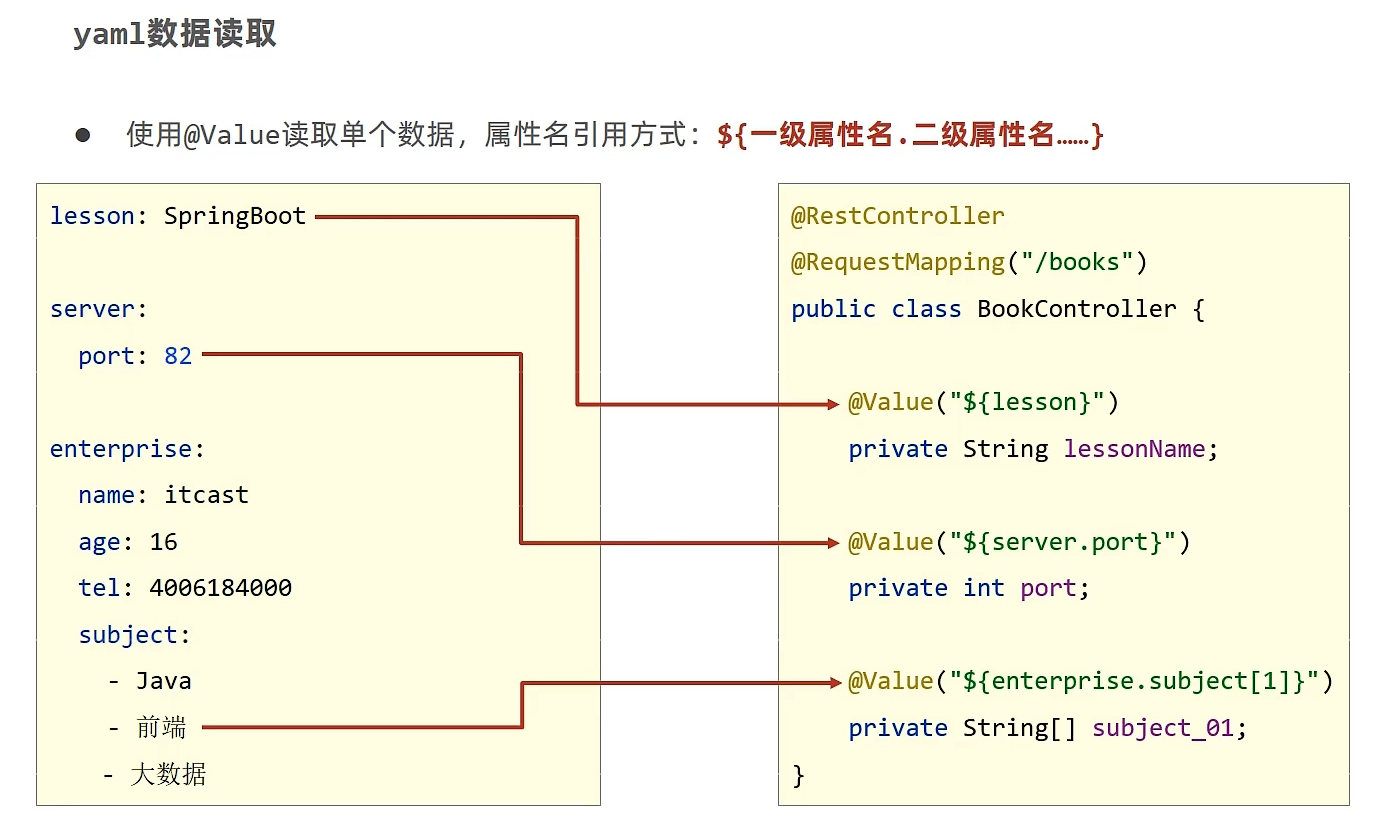 yaml数据读取
● 使用@Value读取单个数据，属性名引用方式：${一级属性名.二级属性名……}
lesson: SpringBoot
server:
  port: 82
enterprise:
  name: itcast
  age: 16
  tel: 4006184000
  subject:
    - Java
    - 前端
    - 大数据
@RestController
@RequestMapping("/books")
public class BookController {
    @Value("${lesson}")
    private String lessonName;
    @Value("${server.port}")
    private int port;
    @Value("${enterprise.subject[1]}")
    private String[] subject_01;
}